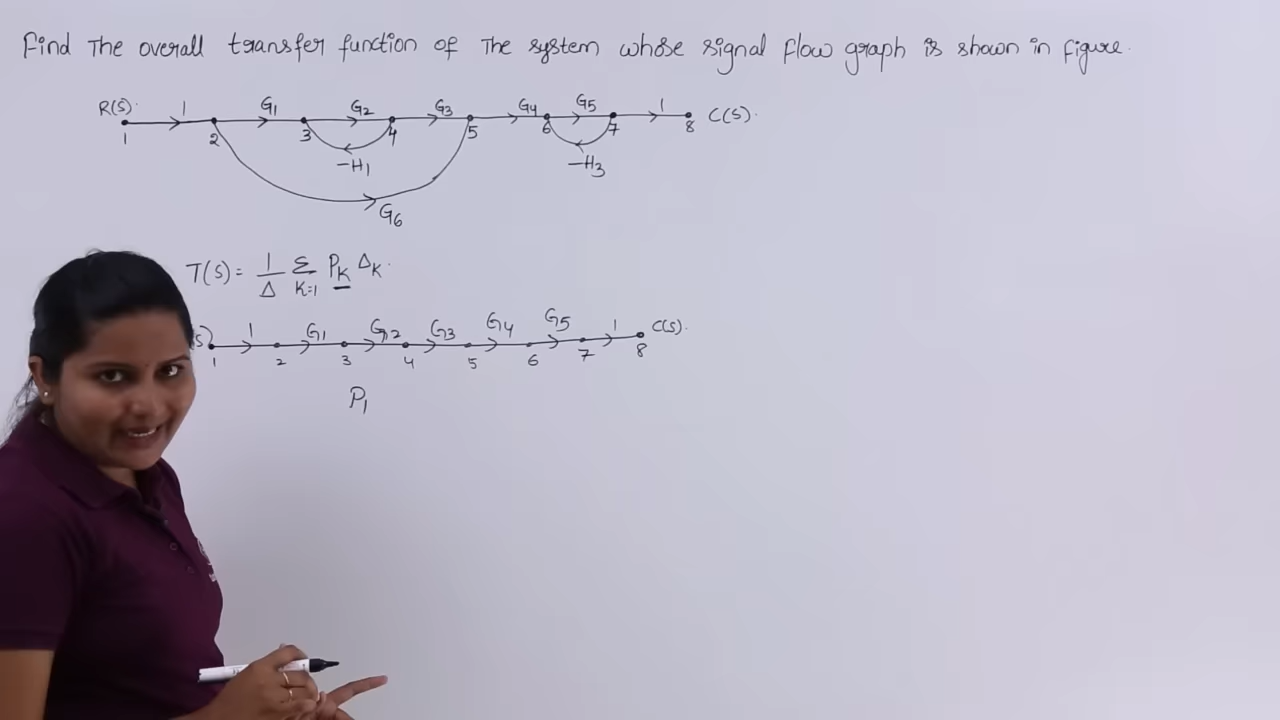 Find The overall transfer function of The system whose signal flow graph is shown in figure.
R(s). 1 G1 G2 G3 G4 G5 1 C(s).
1 2 3 4 5 6 7 8
-H1 -H3
G6
T(s) = 1/Δ Σ K=1 PK ΔK.
s) 1 G1 G2 G3 G4 G5 1 C(s).
1 2 3 4 5 6 7 8
P1